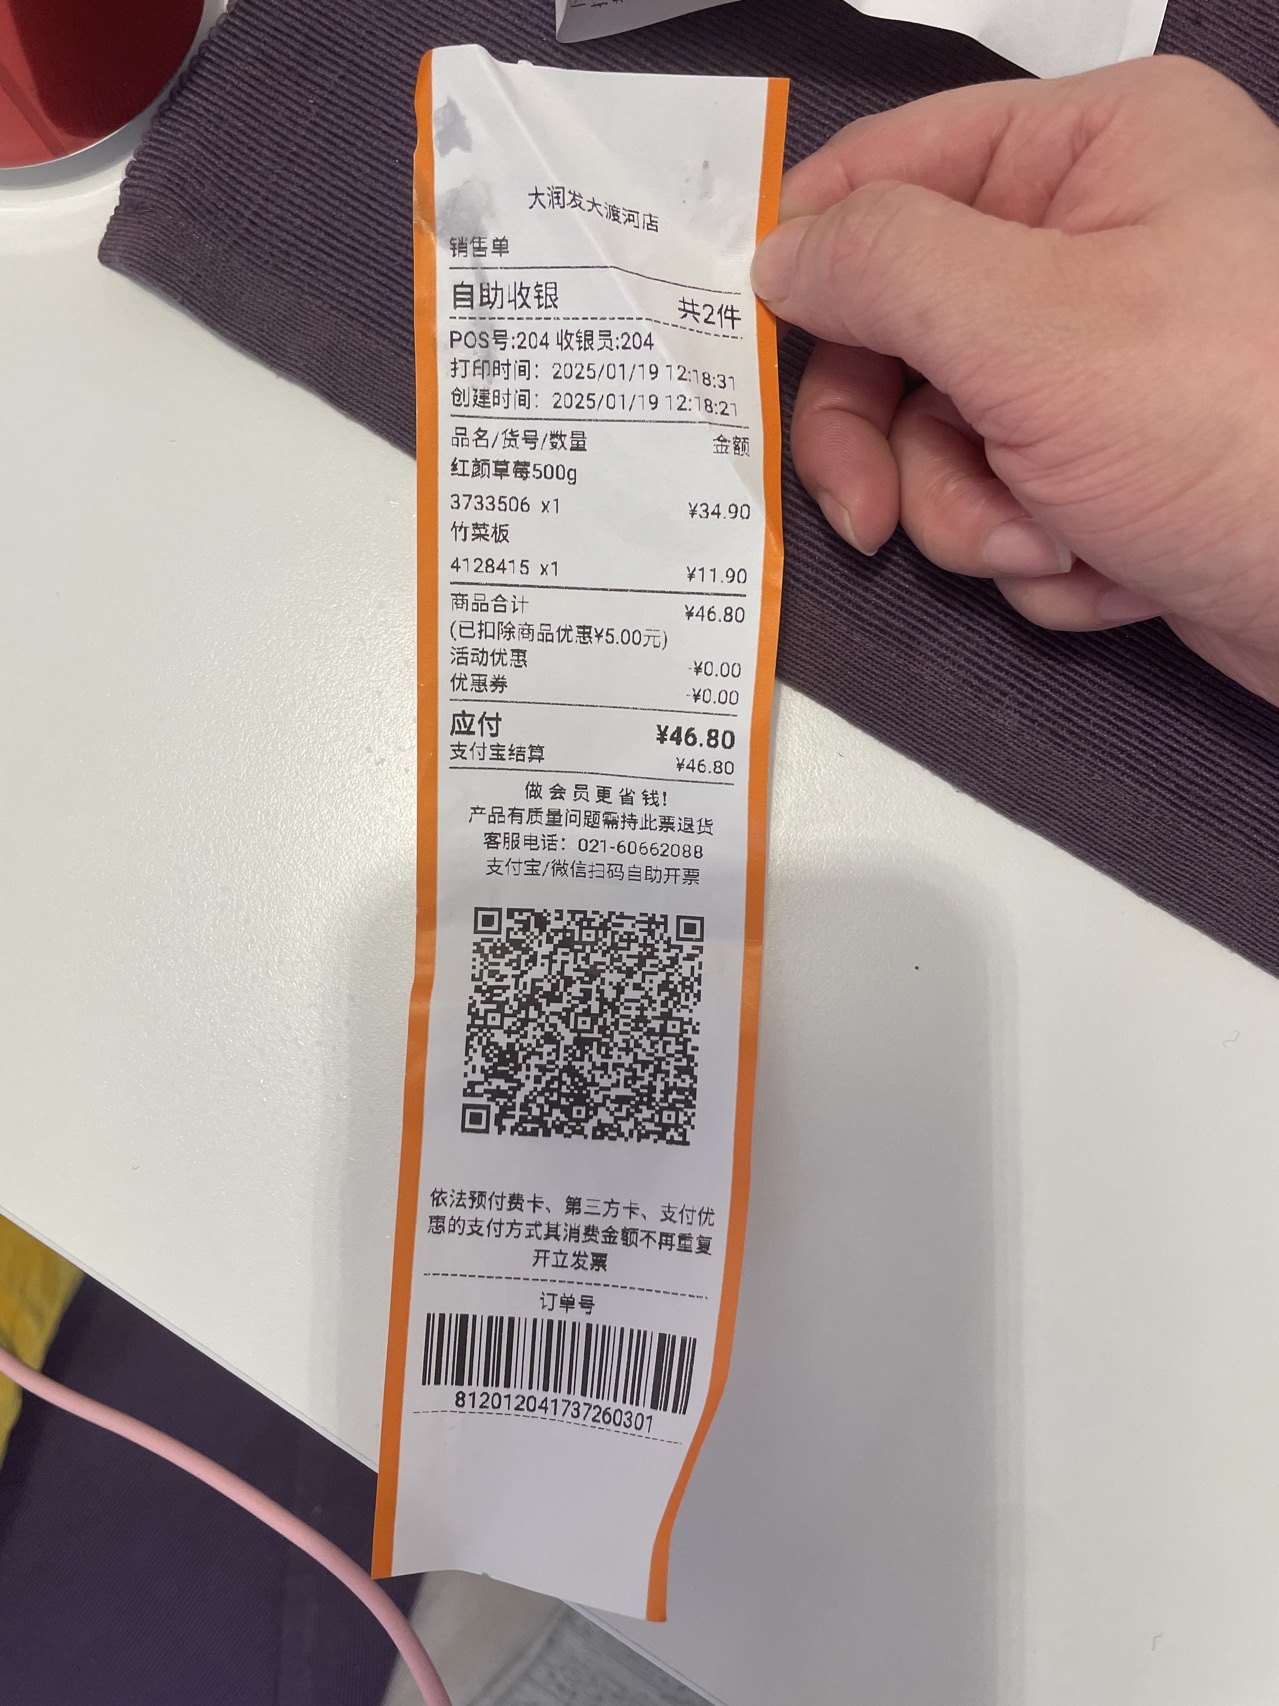 大润发大渡河店
销售单
自助收银 共2件
POS号:204 收银员:204
打印时间：2025/01/19 12:18:31
创建时间：2025/01/19 12:18:21
品名/货号/数量 金额
红颜草莓500g
3733506 x1 ¥34.90
竹菜板
4128415 x1 ¥11.90
商品合计 ¥46.80
(已扣除商品优惠¥5.00元)
活动优惠 -¥0.00
优惠券 -¥0.00
应付 ¥46.80
支付宝结算 ¥46.80
做会员更省钱!
产品有质量问题需持此票退货
客服电话：021-60662088
支付宝/微信扫码自助开票
依法预付费卡、第三方卡、支付优
惠的支付方式其消费金额不再重复
开立发票
订单号
812012041737260301